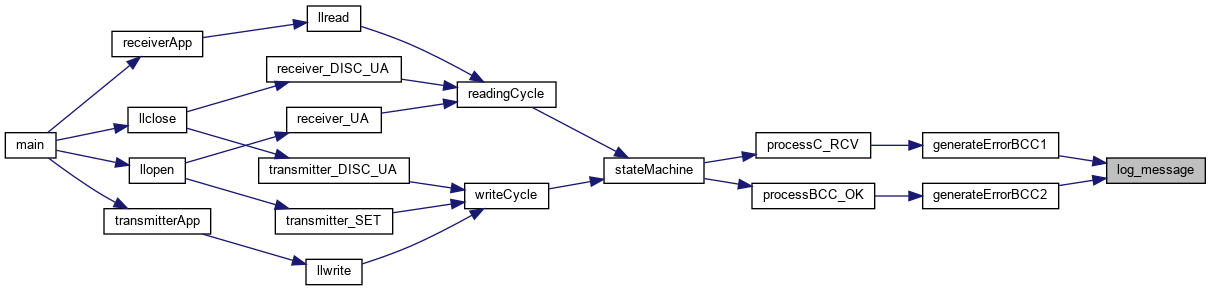 main
receiverApp
llclose
llopen
transmitterApp
llread
receiver_DISC_UA
receiver_UA
transmitter_DISC_UA
transmitter_SET
llwrite
readingCycle
writeCycle
stateMachine
processC_RCV
processBCC_OK
generateErrorBCC1
generateErrorBCC2
log_message